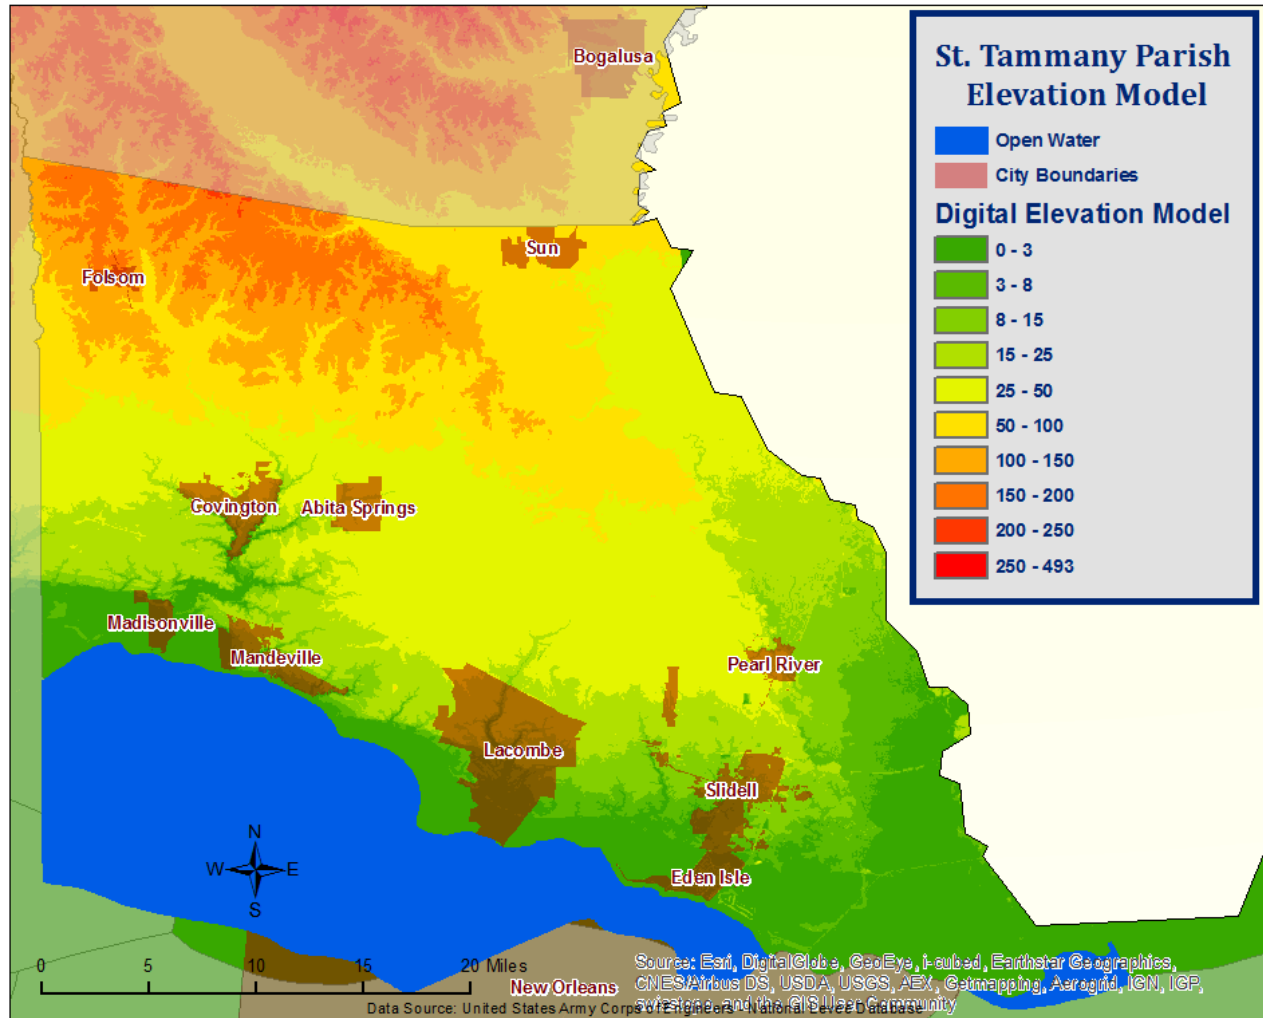 Bogalusa
St. Tammany Parish
Elevation Model
Open Water
City Boundaries
Digital Elevation Model
0 - 3
3 - 8
8 - 15
15 - 25
25 - 50
50 - 100
100 - 150
150 - 200
200 - 250
250 - 493
Sun
Folsom
Covington
Abita Springs
Madisonville
Mandeville
Pearl River
Lacombe
Slidell
Eden Isle
N
W
E
S
0 5 10 15 20 Miles
New Orleans
Source: Esri, DigitalGlobe, GeoEye, i-cubed, Earthstar Geographics,
CNES/Airbus DS, USDA, USGS, AEX, Getmapping, Aerogrid, IGN, IGP,
swisstopo, and the GIS User Community
Data Source: United States Army Corps of Engineers - National Levee Database